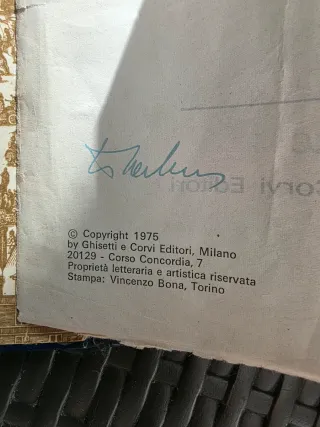 © Copyright 1975
by Ghisetti e Corvi Editori, Milano
20129 - Corso Concordia, 7
Proprietà letteraria e artistica riservata
Stampa: Vincenzo Bona, Torino